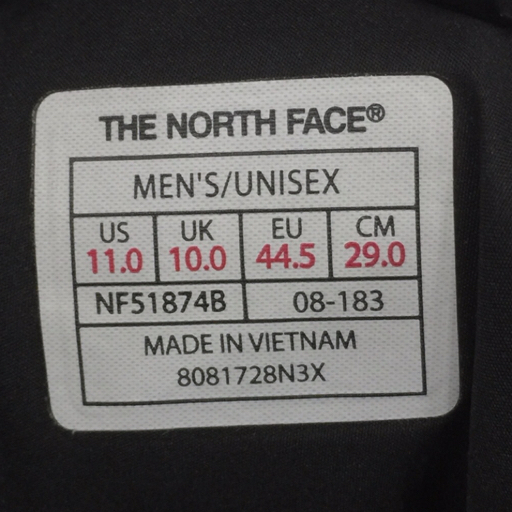 THE NORTH FACE®
MEN'S/UNISEX
US UK EU CM
11.0 10.0 44.5 29.0
NF51874B 08-183
MADE IN VIETNAM
8081728N3X